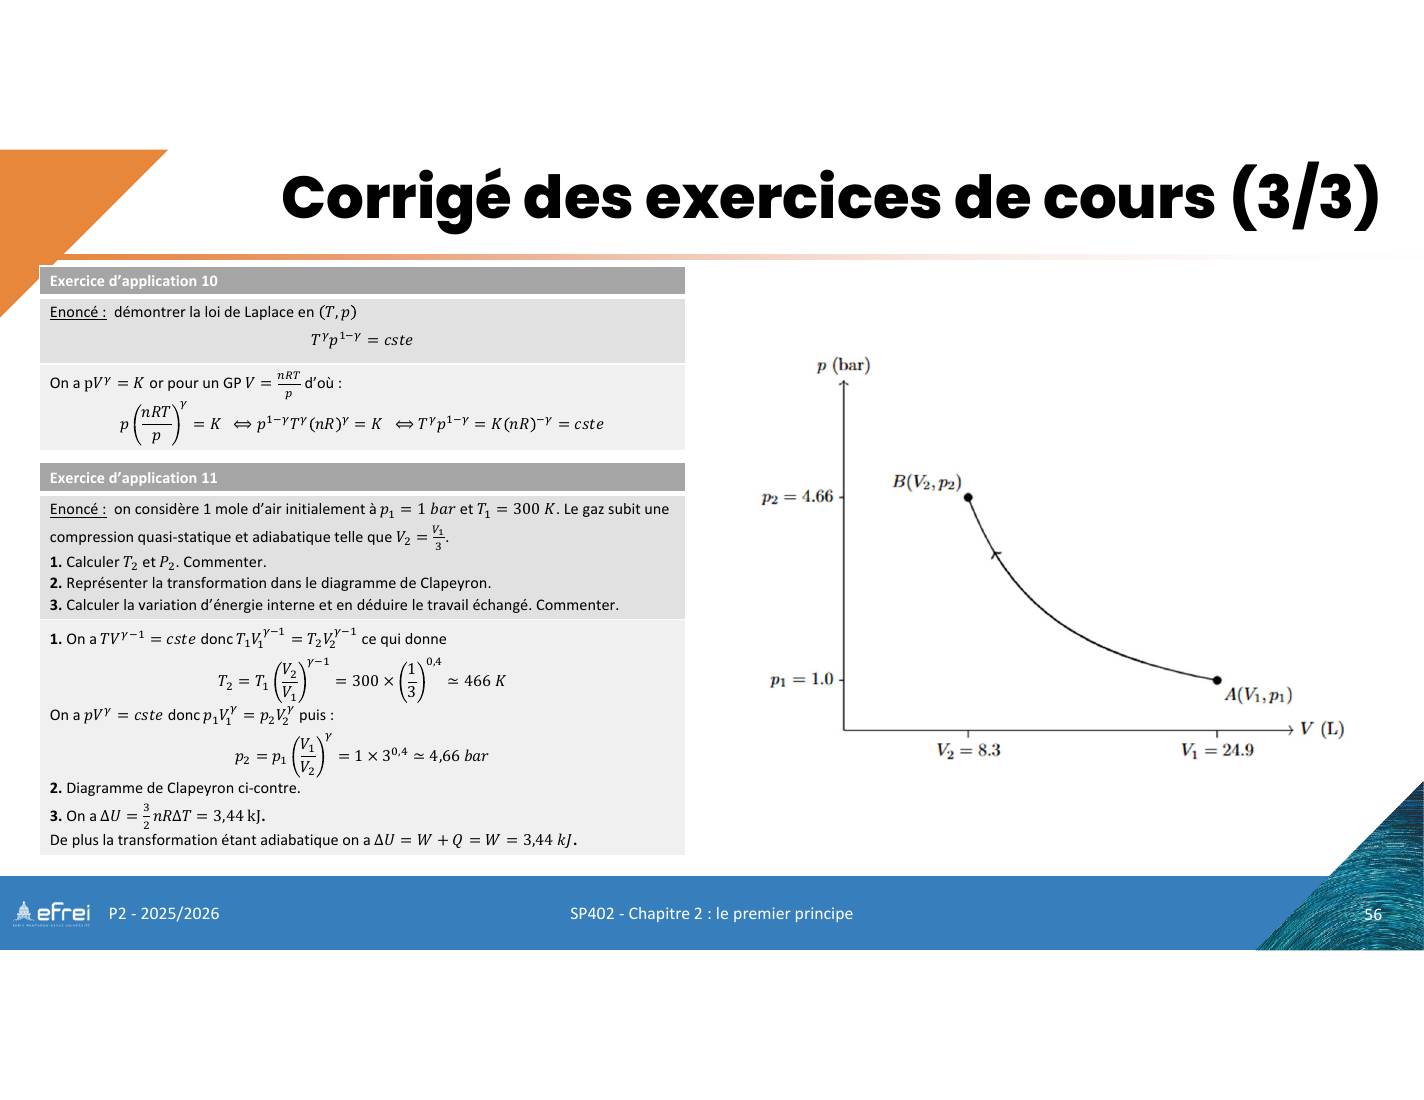 Corrigé des exercices de cours (3/3)
Exercice d’application 10
Enoncé : démontrer la loi de Laplace en (T, p)
T^γ p^{1−γ} = cste
On a pV^γ = K or pour un GP V = nRT/p d’où :
p (nRT/p)^γ = K ⟺ p^{1−γ}T^γ(nR)^γ = K ⟺ T^γ p^{1−γ} = K(nR)^{−γ} = cste
Exercice d’application 11
Enoncé : on considère 1 mole d’air initialement à p₁ = 1 bar et T₁ = 300 K. Le gaz subit une
compression quasi-statique et adiabatique telle que V₂ = V₁/3.
1. Calculer T₂ et P₂. Commenter.
2. Représenter la transformation dans le diagramme de Clapeyron.
3. Calculer la variation d’énergie interne et en déduire le travail échangé. Commenter.
1. On a TV^{γ−1} = cste donc T₁V₁^{γ−1} = T₂V₂^{γ−1} ce qui donne
T₂ = T₁ (V₂/V₁)^{γ−1} = 300 × (1/3)^{0,4} ≃ 466 K
On a pV^γ = cste donc p₁V₁^γ = p₂V₂^γ puis :
p₂ = p₁ (V₁/V₂)^γ = 1 × 3^{0,4} ≃ 4,66 bar
2. Diagramme de Clapeyron ci-contre.
3. On a ΔU = 3/2 nRΔT = 3,44 kJ.
De plus la transformation étant adiabatique on a ΔU = W + Q = W = 3,44 kJ.
p (bar)
B(V₂, p₂)
p₂ = 4.66
p₁ = 1.0
A(V₁, p₁)
V (L)
V₂ = 8.3
V₁ = 24.9
efrei
P2 - 2025/2026
SP402 - Chapitre 2 : le premier principe
56